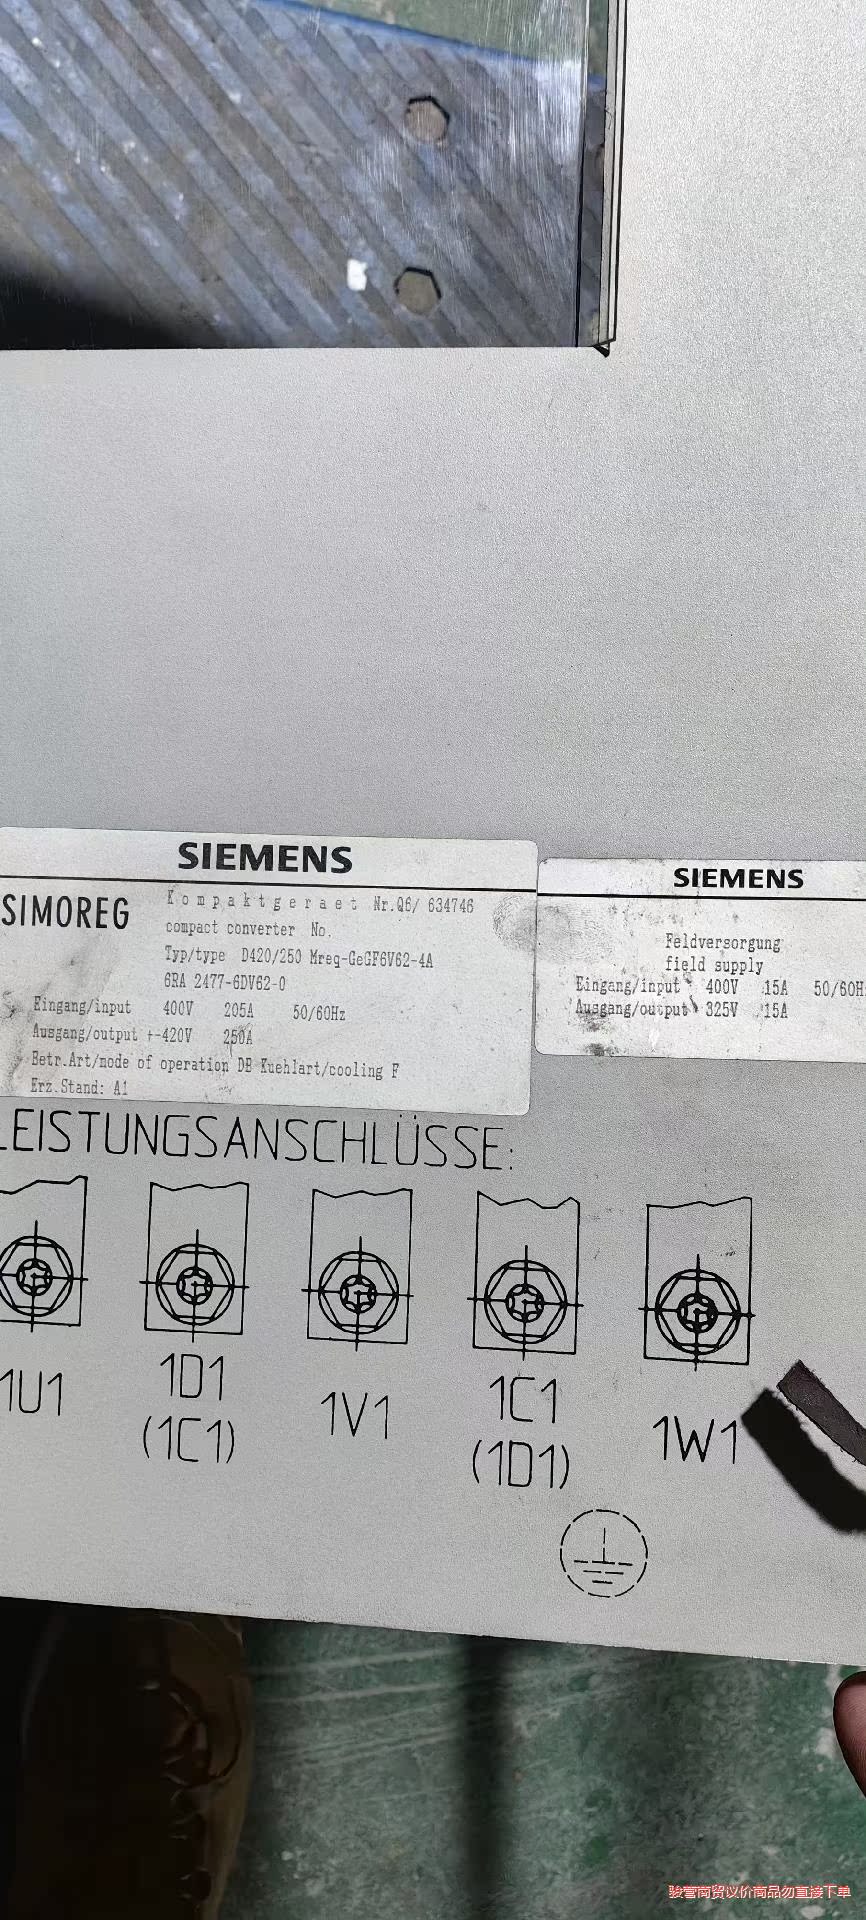 SIEMENS
SIMOREG
Kompaktgeraet Nr.Q6/ 634746
compact converter No.
Typ/type D420/250 Mreq-GeGF6V62-4A
6RA 2477-6DV62-0
Eingang/input 400V 205A 50/60Hz
Ausgang/output +-420V 250A
Betr.Art/mode of operation DB Kuehlart/cooling F
Erz.Stand: A1
SIEMENS
Feldversorgung
field supply
Eingang/input 400V 15A 50/60H
Ausgang/output 325V 15A
LEISTUNGSANSCHLÜSSE:
1U1
1D1
(1C1)
1V1
1C1
(1D1)
1W1
骏营商贸议价商品勿直接下单